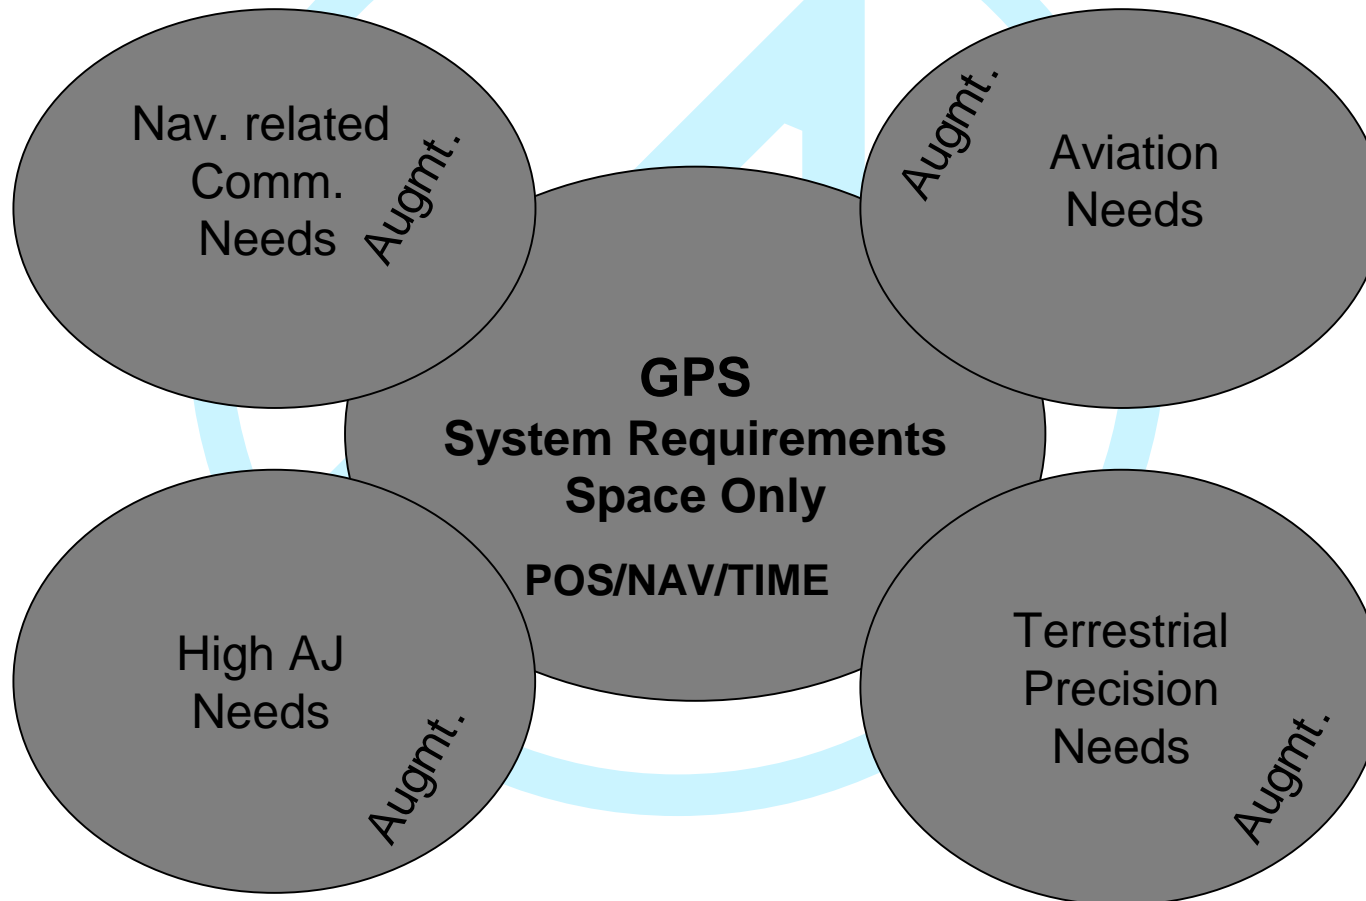 Nav. related
Comm.
Needs
Augmt.
Augmt.
Aviation
Needs
GPS
System Requirements
Space Only
POS/NAV/TIME
High AJ
Needs
Augmt.
Terrestrial
Precision
Needs
Augmt.